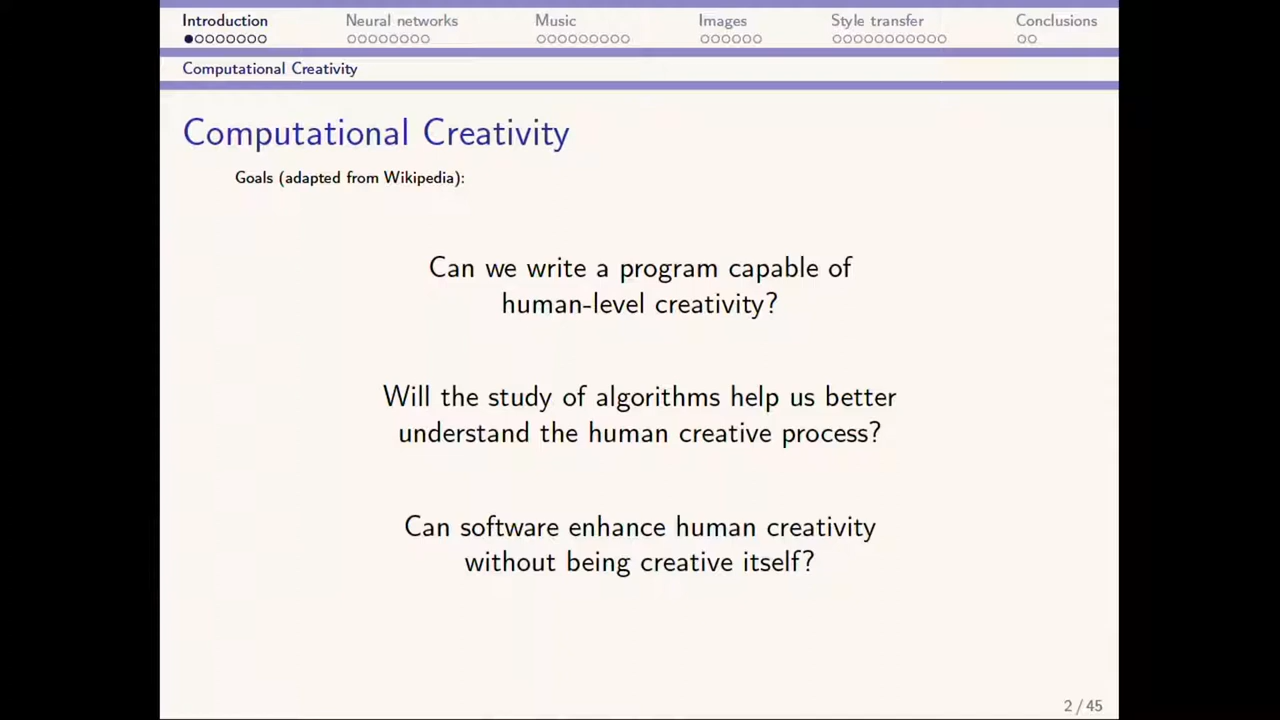 Introduction Neural networks Music Images Style transfer Conclusions
Computational Creativity
Computational Creativity
Goals (adapted from Wikipedia):
Can we write a program capable of
human-level creativity?
Will the study of algorithms help us better
understand the human creative process?
Can software enhance human creativity
without being creative itself?
2 / 45